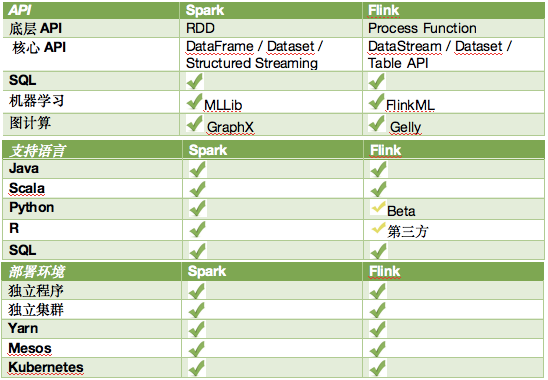 API Spark Flink
底层 API RDD Process Function
核心 API DataFrame / Dataset / DataStream / Dataset /
Structured Streaming Table API
SQL
机器学习 MLLib FlinkML
图计算 GraphX Gelly
支持语言 Spark Flink
Java
Scala
Python Beta
R 第三方
SQL
部署环境 Spark Flink
独立程序
独立集群
Yarn
Mesos
Kubernetes